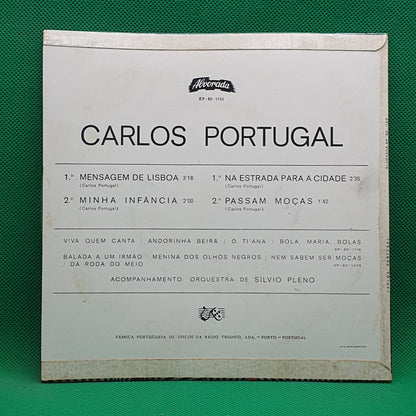 Alvorada
EP - 60 - 1155
CARLOS PORTUGAL
1.º MENSAGEM DE LISBOA 3'18
(Carlos Portugal)
2.º MINHA INFÂNCIA 2'00
(Carlos Portugal)
1.º NA ESTRADA PARA A CIDADE 2'35
(Carlos Portugal)
2.º PASSAM MOÇAS 1'42
(Carlos Portugal)
VIVA QUEM CANTA / ANDORINHA BEIRÃ / O TI'ANA / BOLA, MARIA, BOLAS
BALADA A UM IRMÃO / MENINA DOS OLHOS NEGROS / NEM SABEM SER MOÇAS
/ DA RODA DO MEIO
ACOMPANHAMENTO ORQUESTRA DE SÍLVIO PLENO
FÁBRICA PORTUGUESA DE DISCOS DA RÁDIO TRIUNFO, LDA. — PORTO — PORTUGAL